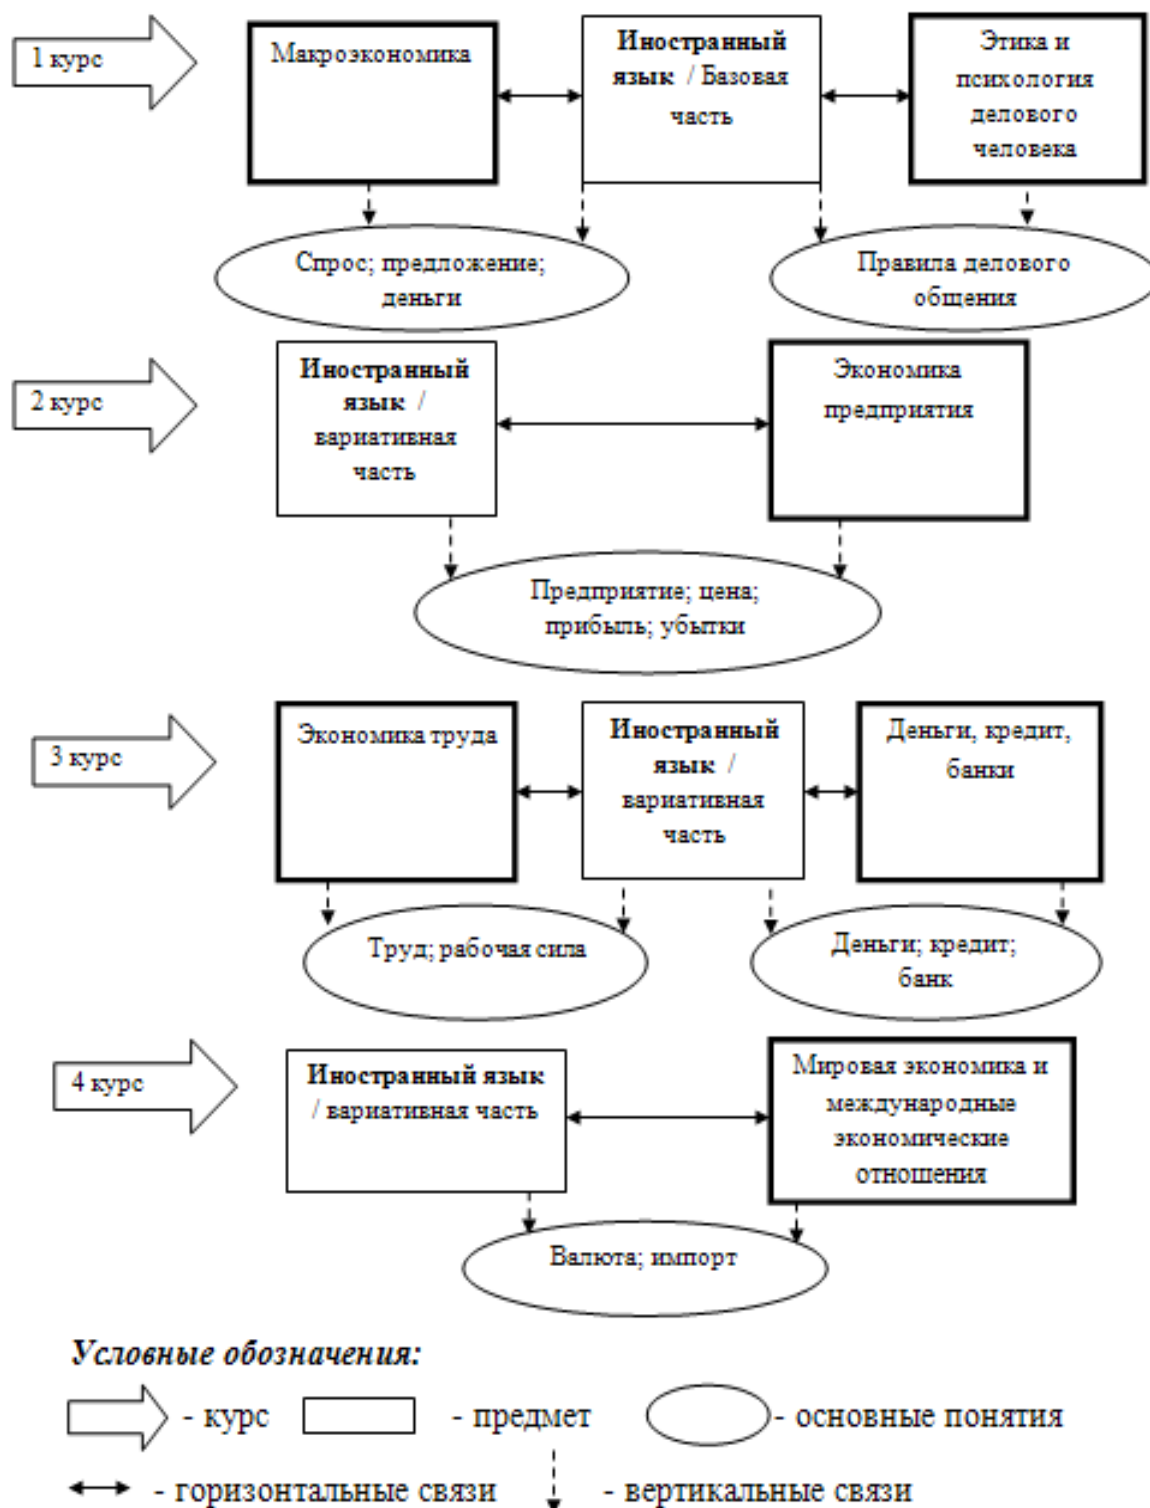 1 курс
Макроэкономика
Иностранный
язык / Базовая
часть
Этика и
психология
делового
человека
Спрос; предложение;
деньги
Правила делового
общения
2 курс
Иностранный
язык /
вариативная
часть
Экономика
предприятия
Предприятие; цена;
прибыль; убытки
3 курс
Экономика труда
Иностранный
язык /
вариативная
часть
Деньги, кредит,
банки
Труд; рабочая сила
Деньги; кредит;
банк
4 курс
Иностранный язык
/ вариативная часть
Мировая экономика и
международные
экономические
отношения
Валюта; импорт
Условные обозначения:
- курс - предмет - основные понятия
- горизонтальные связи - вертикальные связи